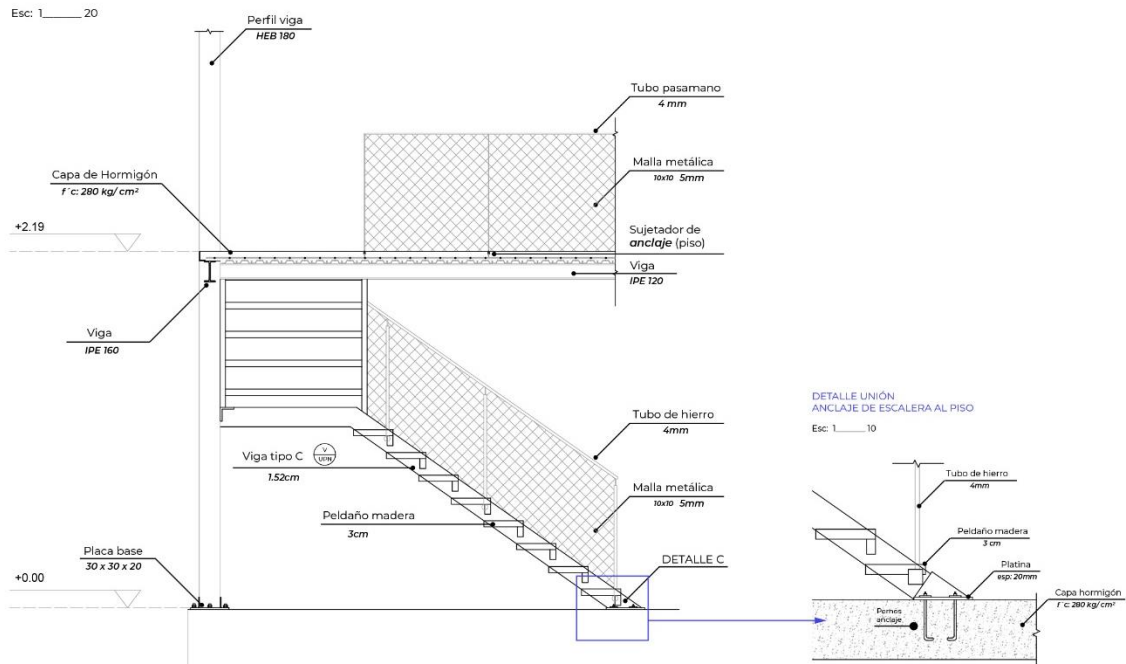 Esc: 1______ 20
Perfil viga
HEB 180
Tubo pasamano
4 mm
Capa de Hormigón
f´c: 280 kg/ cm²
Malla metálica
10x10 5mm
+2.19
Sujetador de
anclaje (piso)
Viga
IPE 120
Viga
IPE 160
DETALLE UNIÓN
ANCLAJE DE ESCALERA AL PISO
Esc: 1______ 10
Tubo de hierro
4mm
Viga tipo C
V
UPN
1.52cm
Malla metálica
10x10 5mm
Peldaño madera
3cm
Placa base
30 x 30 x 20
DETALLE C
+0.00
Tubo de hierro
4mm
Peldaño madera
3 cm
Platina
esp: 20mm
Capa hormigón
f´c: 280 kg/cm²
Pernos
anclaje